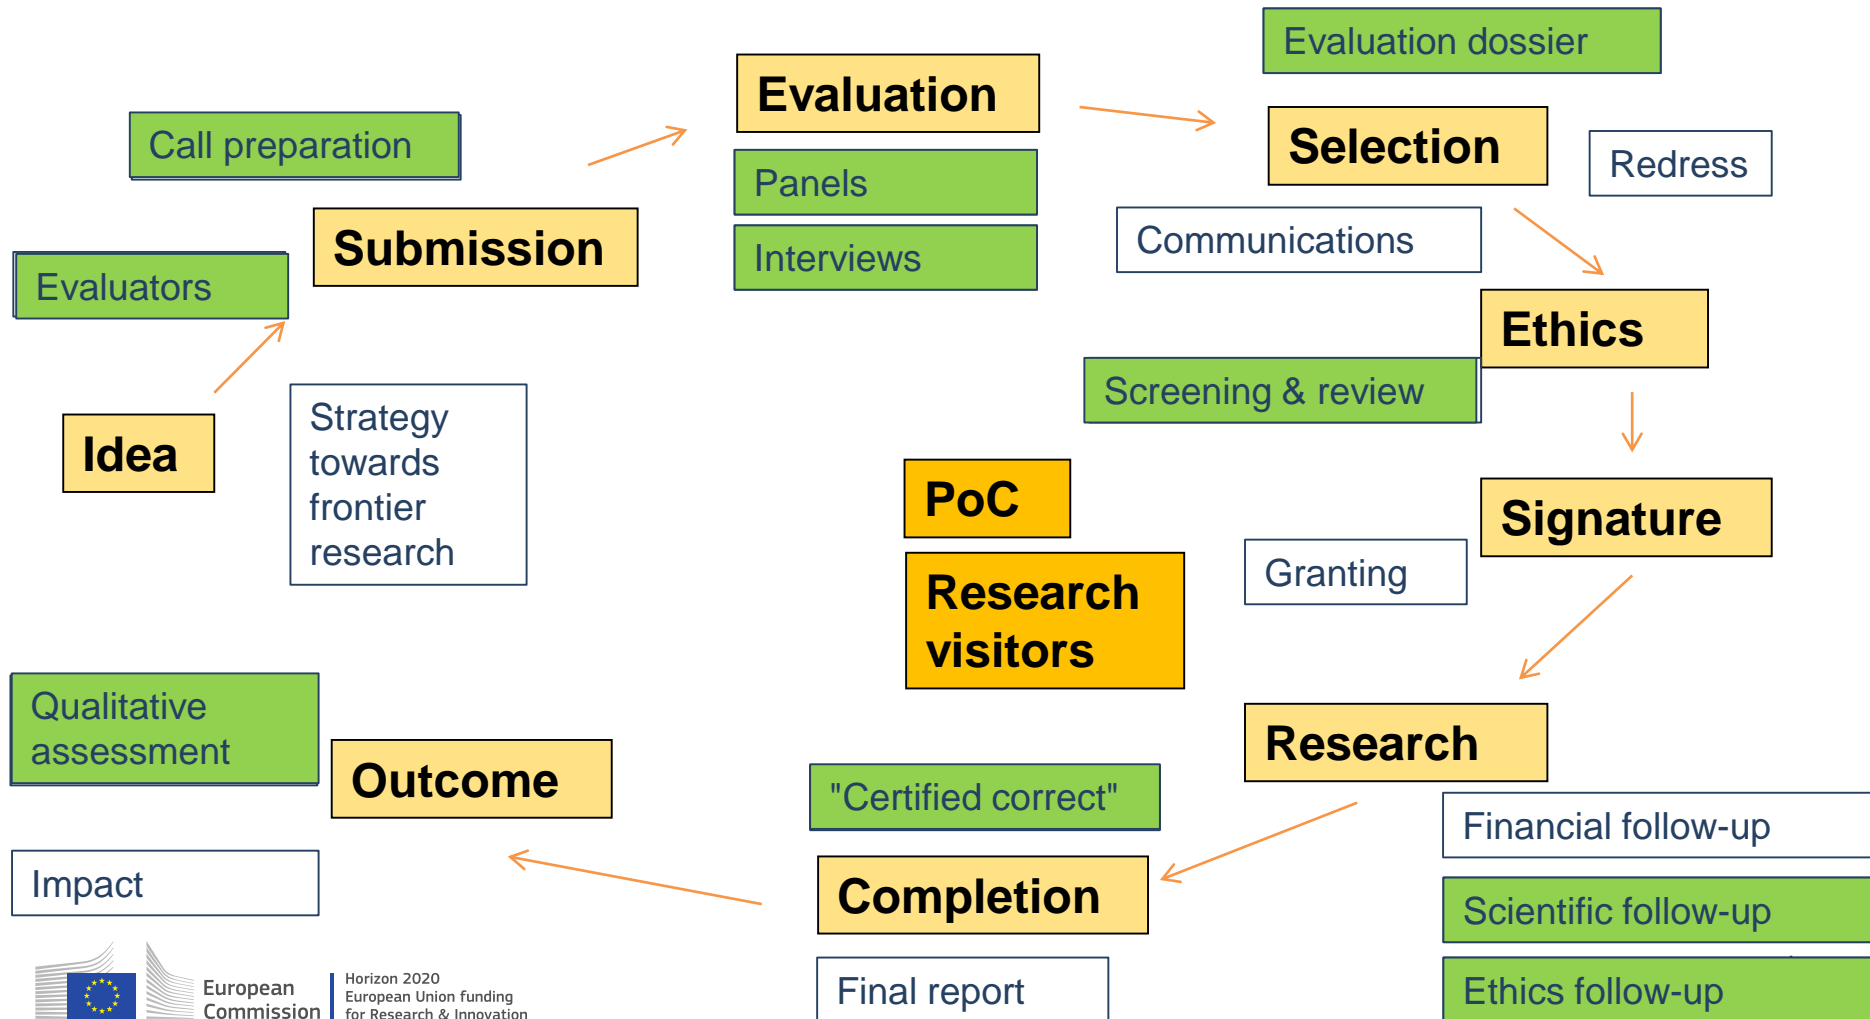 Evaluation dossier
Evaluation
Call preparation
Selection
Redress
Panels
Submission
Communications
Interviews
Evaluators
Ethics
Screening & review
Idea
Strategy
towards
frontier
research
PoC
Signature
Granting
Research
visitors
Qualitative
assessment
Research
Outcome
"Certified correct"
Financial follow-up
Impact
Completion
Scientific follow-up
Final report
Ethics follow-up
European
Commission
Horizon 2020
European Union funding
for Research & Innovation